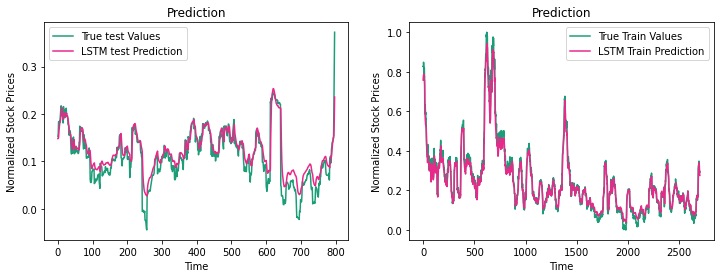 Prediction
True test Values
LSTM test Prediction
Normalized Stock Prices
0.3
0.2
0.1
0.0
0 100 200 300 400 500 600 700 800
Time
Prediction
True Train Values
LSTM Train Prediction
Normalized Stock Prices
1.0
0.8
0.6
0.4
0.2
0.0
0 500 1000 1500 2000 2500
Time